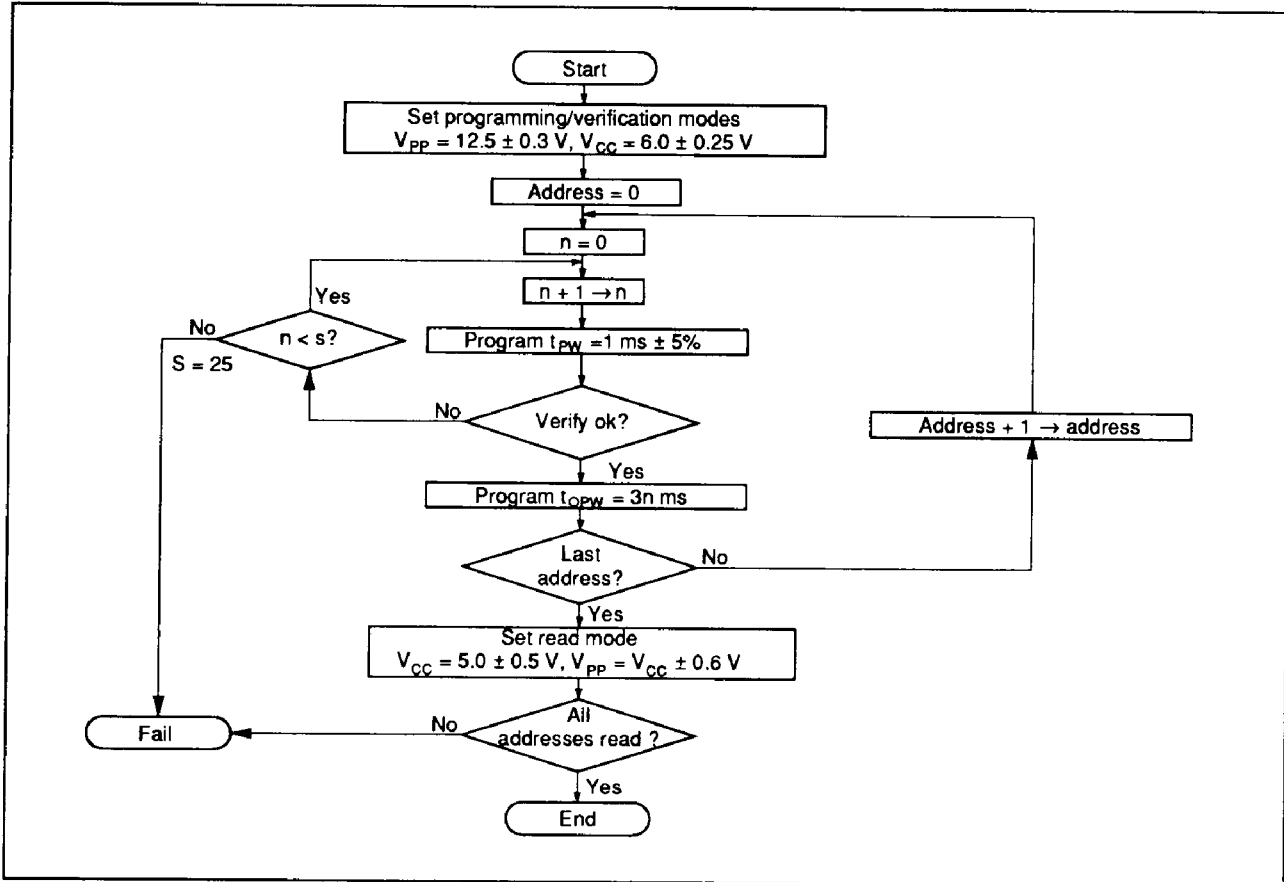 Start
Set programming/verification modes
V_PP = 12.5 ± 0.3 V, V_CC = 6.0 ± 0.25 V
Address = 0
n = 0
n + 1 → n
Yes
No
n < s?
S = 25
Program t_PW =1 ms ± 5%
No
Verify ok?
Address + 1 → address
Yes
Program t_OPW = 3n ms
Last
address?
No
Yes
Set read mode
V_CC = 5.0 ± 0.5 V, V_PP = V_CC ± 0.6 V
Fail
No
All
addresses read ?
Yes
End